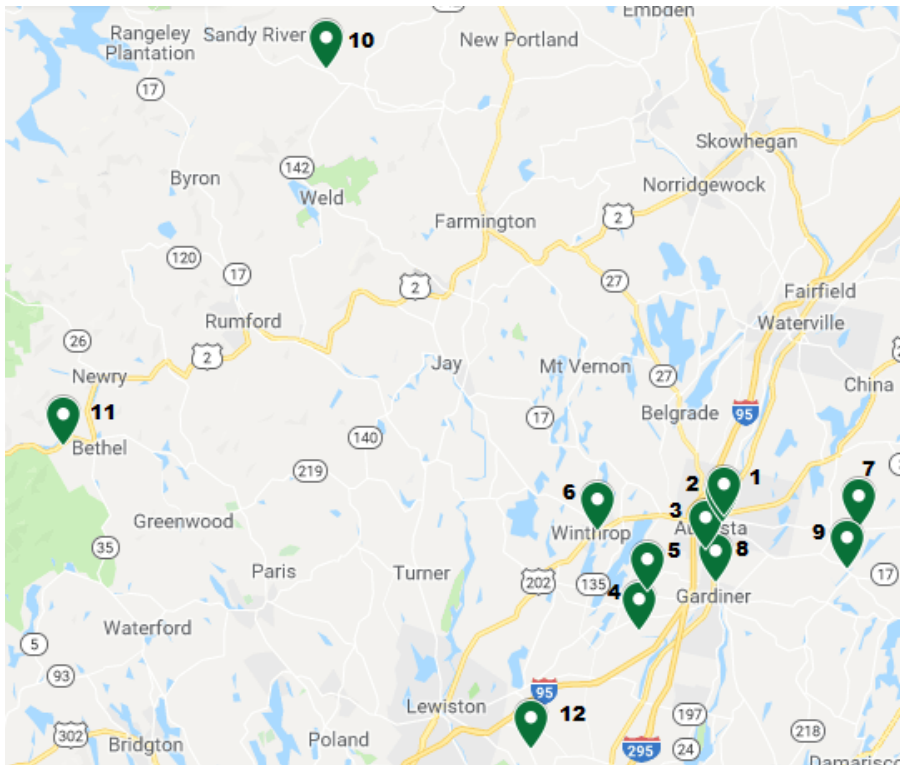 Embden
Rangeley
Plantation
Sandy River
10
New Portland
17
Skowhegan
142
Byron
Weld
Norridgewock
Farmington
2
120
17
27
2
Fairfield
Rumford
Waterville
26
2
Jay
Mt Vernon
27
Newry
China
11
17
Belgrade
95
140
Bethel
219
7
1
2
6
3
Greenwood
Winthrop
Augusta
9
35
5
8
Paris
Turner
202
135
4
17
Gardiner
Waterford
5
93
95
Lewiston
12
197
302
Bridgton
Poland
295
24
218
Damarisc